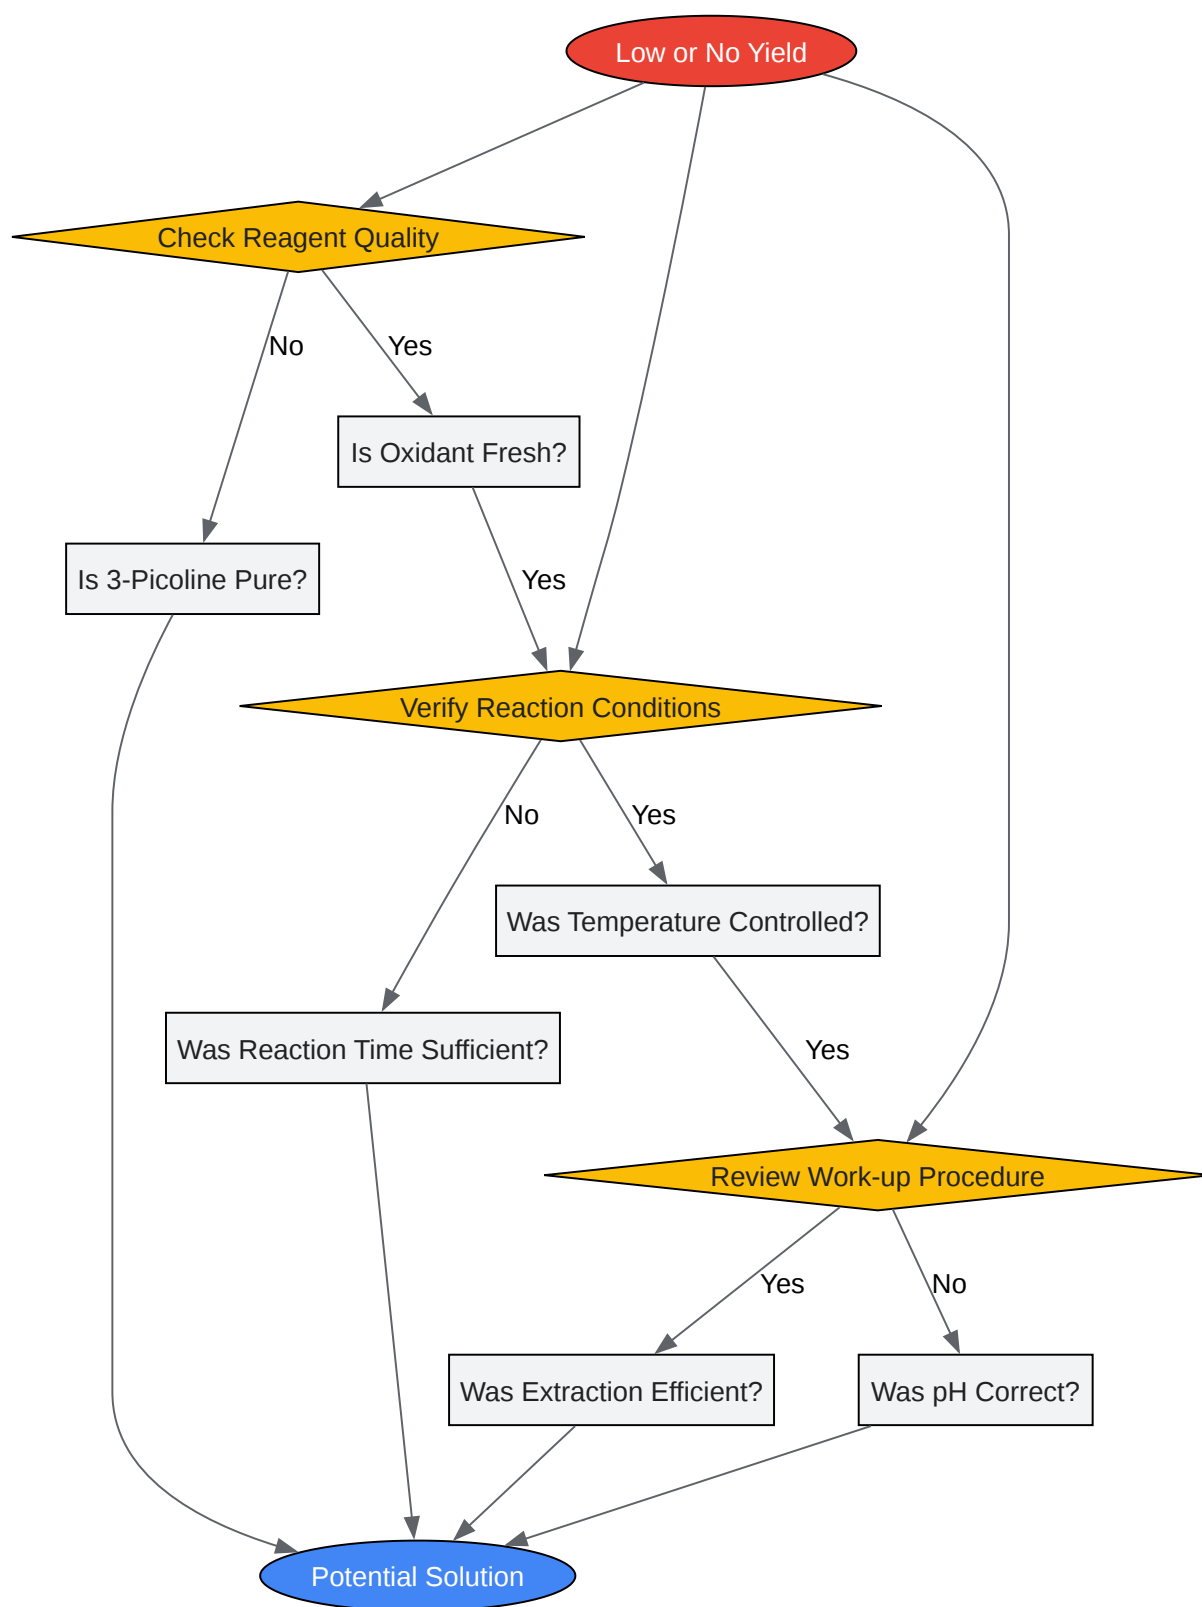 Low or No Yield
Check Reagent Quality
No
Yes
Is Oxidant Fresh?
Is 3-Picoline Pure?
Yes
Verify Reaction Conditions
No
Yes
Was Temperature Controlled?
Was Reaction Time Sufficient?
Yes
Review Work-up Procedure
Yes
No
Was Extraction Efficient?
Was pH Correct?
Potential Solution